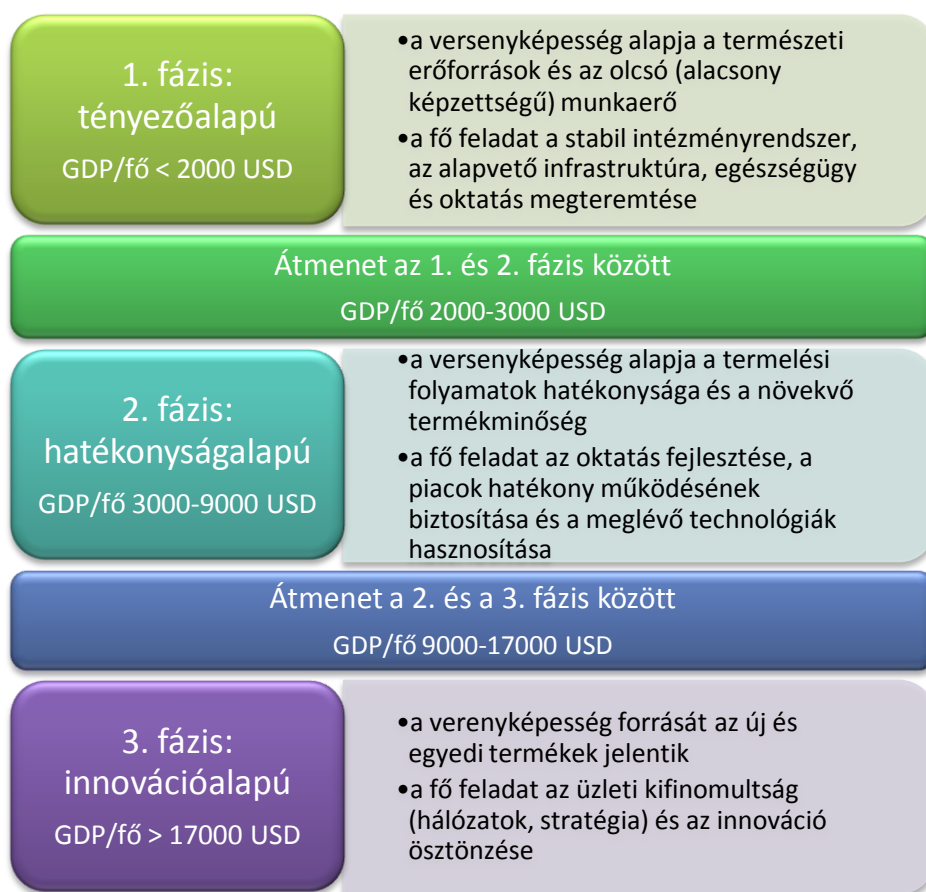 1. fázis:
tényezőalapú
GDP/fő < 2000 USD
•a versenyképesség alapja a természeti
erőforrások és az olcsó (alacsony
képzettségű) munkaerő
•a fő feladat a stabil intézményrendszer,
az alapvető infrastruktúra, egészségügy
és oktatás megteremtése
Átmenet az 1. és 2. fázis között
GDP/fő 2000-3000 USD
2. fázis:
hatékonyságalapú
GDP/fő 3000-9000 USD
•a versenyképesség alapja a termelési
folyamatok hatékonysága és a növekvő
termékminőség
•a fő feladat az oktatás fejlesztése, a
piacok hatékony működésének
biztosítása és a meglévő technológiák
hasznosítása
Átmenet a 2. és a 3. fázis között
GDP/fő 9000-17000 USD
3. fázis:
innovációalapú
GDP/fő > 17000 USD
•a verenyképesség forrását az új és
egyedi termékek jelentik
•a fő feladat az üzleti kifinomultság
(hálózatok, stratégia) és az innováció
ösztönzése